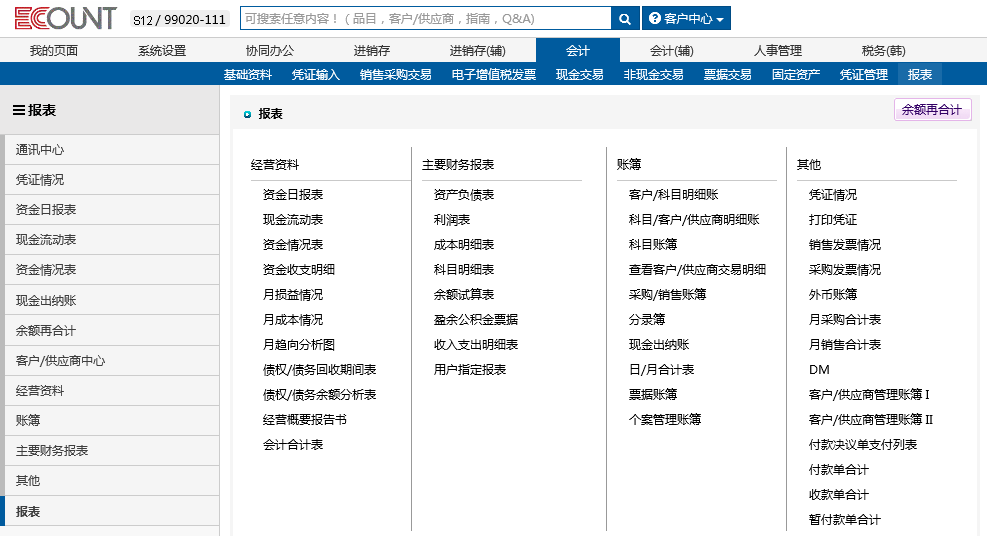 ECOUNT
S12 / 99020-111
可搜索任意内容！（品目，客户/供应商，指南，Q&A)
客户中心
我的页面
系统设置
协同办公
进销存
进销存(辅)
会计
会计(辅)
人事管理
税务(韩)
基础资料
凭证输入
销售采购交易
电子增值税发票
现金交易
非现金交易
票据交易
固定资产
凭证管理
报表
报表
通讯中心
凭证情况
资金日报表
现金流动表
资金情况表
现金出纳账
余额再合计
客户/供应商中心
经营资料
账簿
主要财务报表
其他
报表
报表
余额再合计
经营资料
资金日报表
现金流动表
资金情况表
资金收支明细
月损益情况
月成本情况
月趋向分析图
债权/债务回收期间表
债权/债务余额分析表
经营概要报告书
会计合计表
主要财务报表
资产负债表
利润表
成本明细表
科目明细表
余额试算表
盈余公积金票据
收入支出明细表
用户指定报表
账簿
客户/科目明细账
科目/客户/供应商明细账
科目账簿
查看客户/供应商交易明细
采购/销售账簿
分录簿
现金出纳账
日/月合计表
票据账簿
个案管理账簿
其他
凭证情况
打印凭证
销售发票情况
采购发票情况
外币账簿
月采购合计表
月销售合计表
DM
客户/供应商管理账簿 I
客户/供应商管理账簿 II
付款决议单支付列表
付款单合计
收款单合计
暂付款单合计